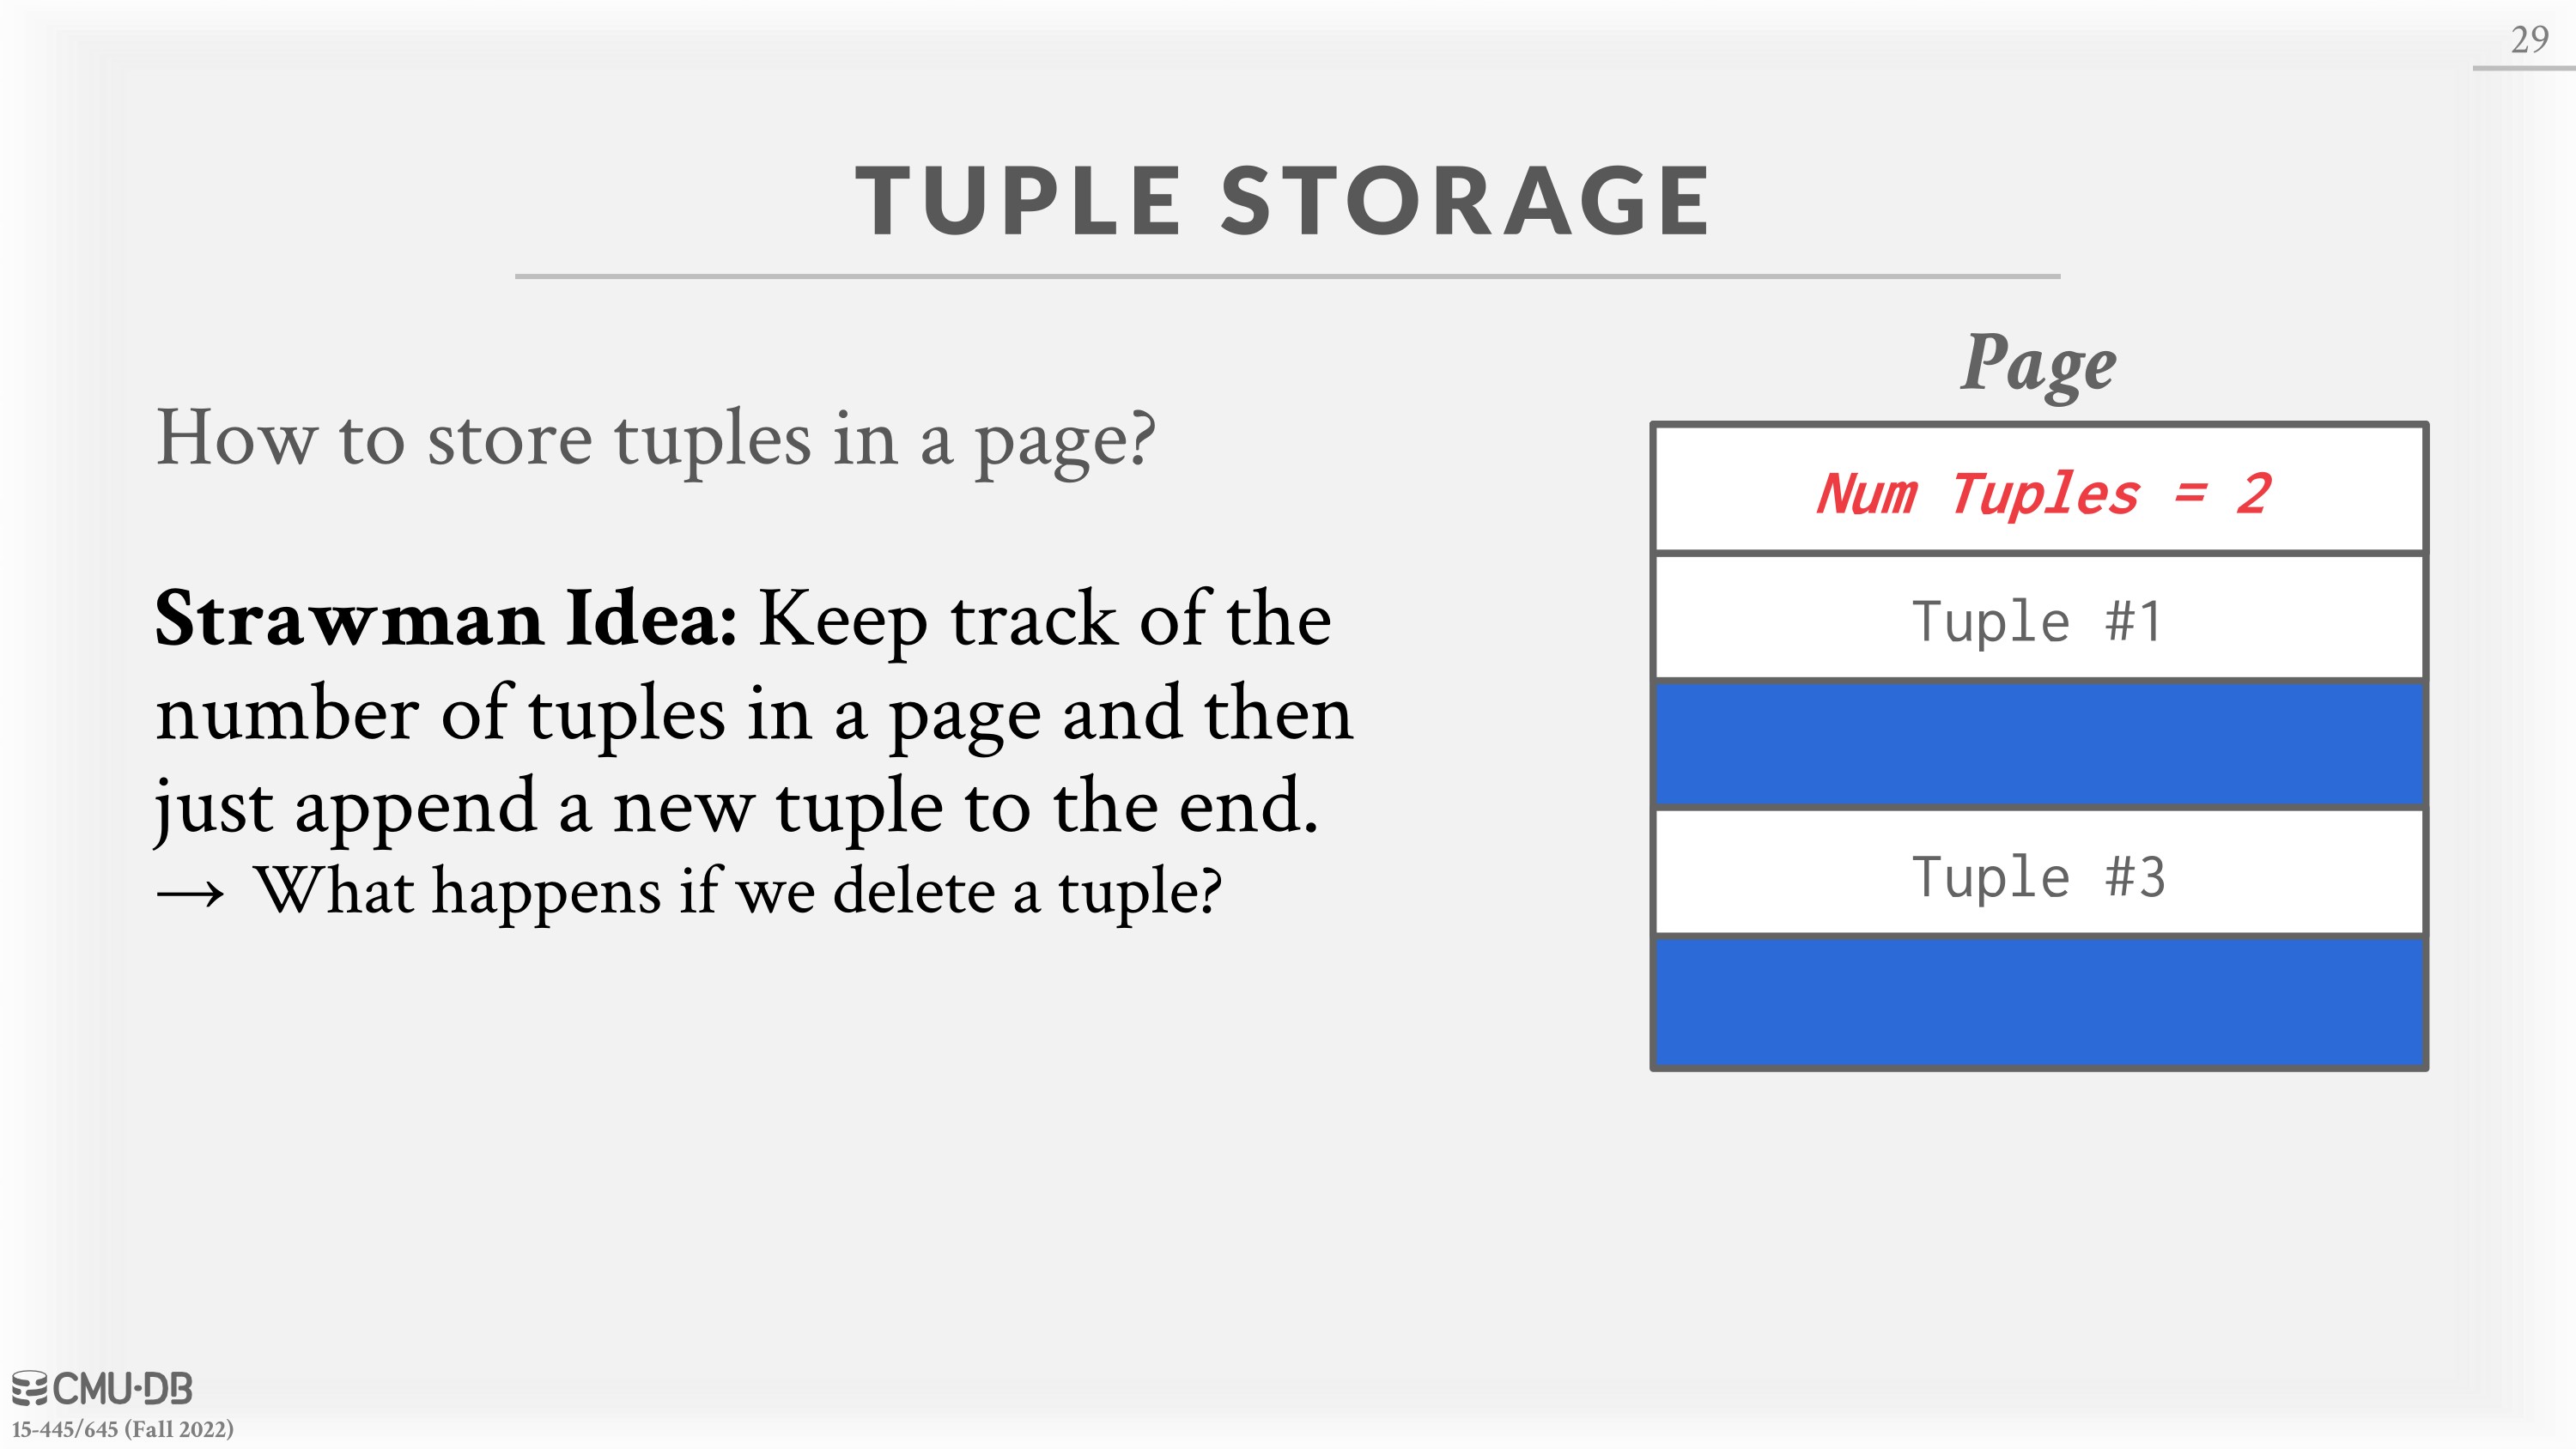 29
TUPLE STORAGE
How to store tuples in a page?
Strawman Idea: Keep track of the
number of tuples in a page and then
just append a new tuple to the end.
→ What happens if we delete a tuple?
Page
Num Tuples = 2
Tuple #1
Tuple #3
CMU·DB
15-445/645 (Fall 2022)